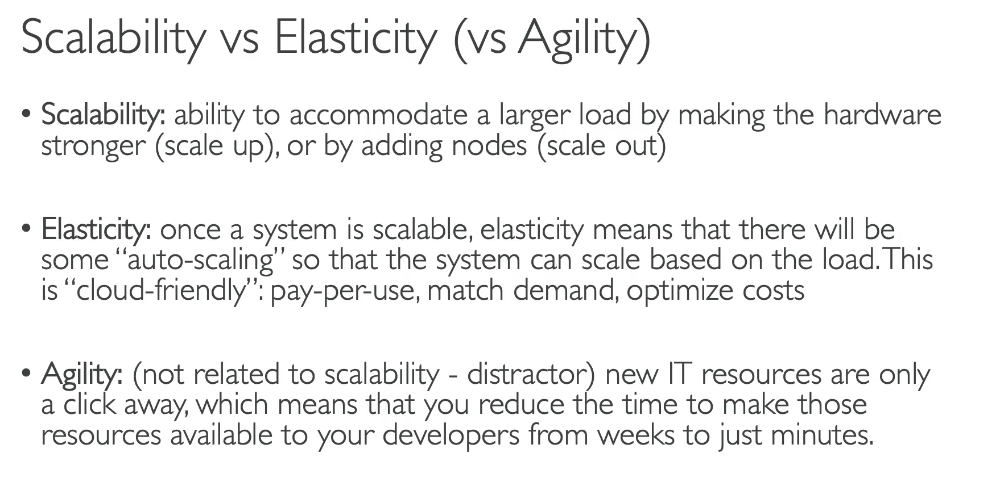 Scalability vs Elasticity (vs Agility)
• Scalability: ability to accommodate a larger load by making the hardware
stronger (scale up), or by adding nodes (scale out)
• Elasticity: once a system is scalable, elasticity means that there will be
some “auto-scaling” so that the system can scale based on the load. This
is “cloud-friendly”: pay-per-use, match demand, optimize costs
• Agility: (not related to scalability - distractor) new IT resources are only
a click away, which means that you reduce the time to make those
resources available to your developers from weeks to just minutes.